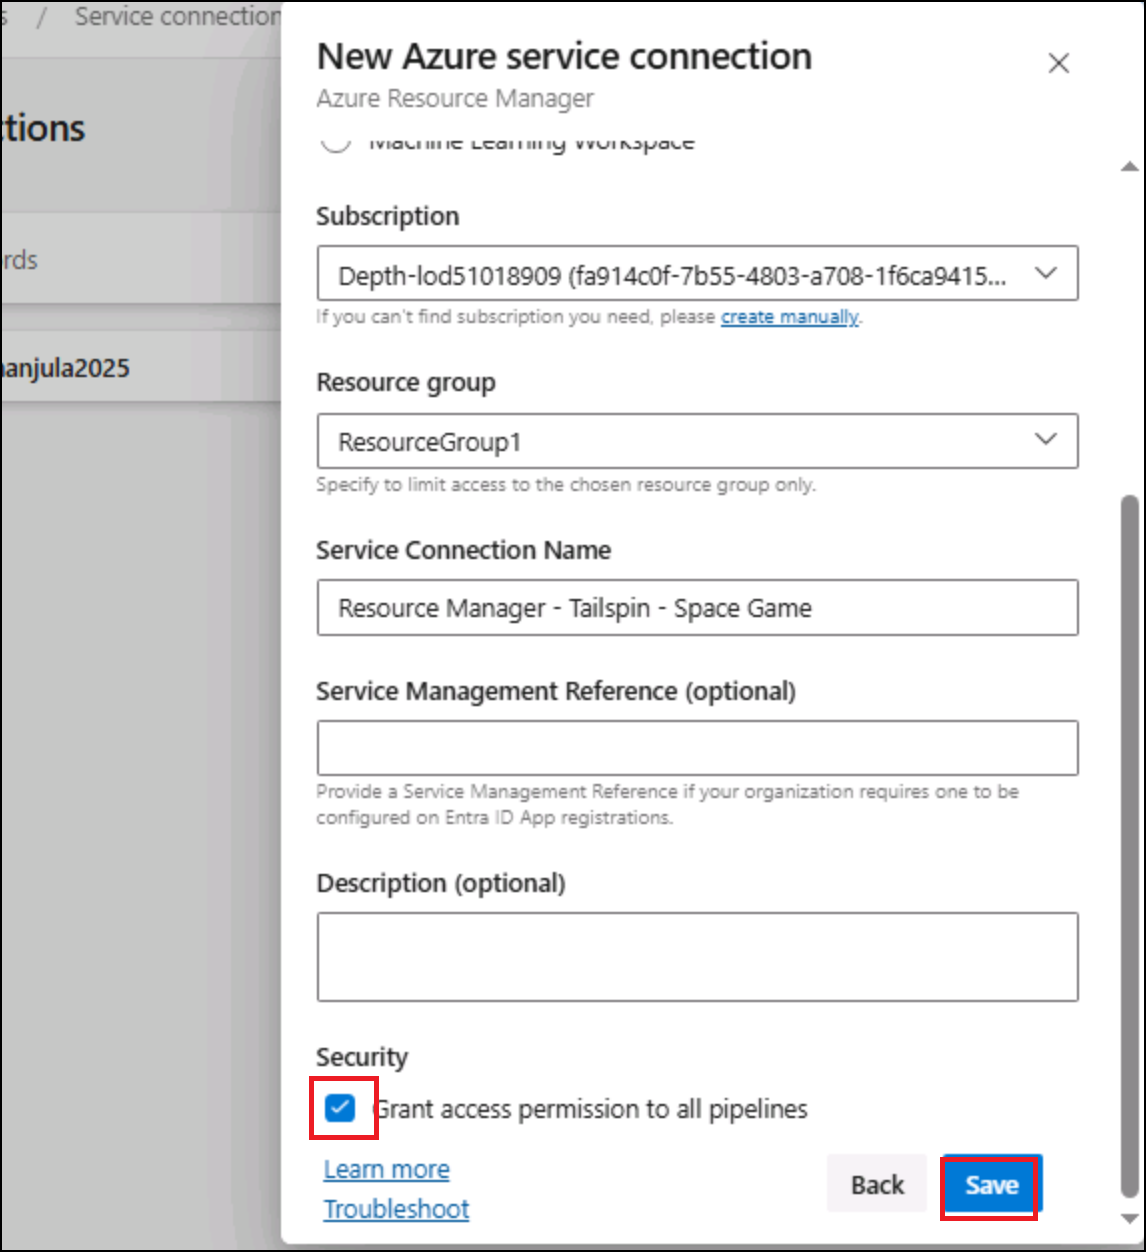 / Service connection
New Azure service connection
Azure Resource Manager
Machine Learning Workspace
Subscription
Depth-lod51018909 (fa914c0f-7b55-4803-a708-1f6ca9415...
If you can't find subscription you need, please create manually.
Resource group
ResourceGroup1
Specify to limit access to the chosen resource group only.
Service Connection Name
Resource Manager - Tailspin - Space Game
Service Management Reference (optional)
Provide a Service Management Reference if your organization requires one to be
configured on Entra ID App registrations.
Description (optional)
Security
Grant access permission to all pipelines
Learn more
Troubleshoot
Back
Save